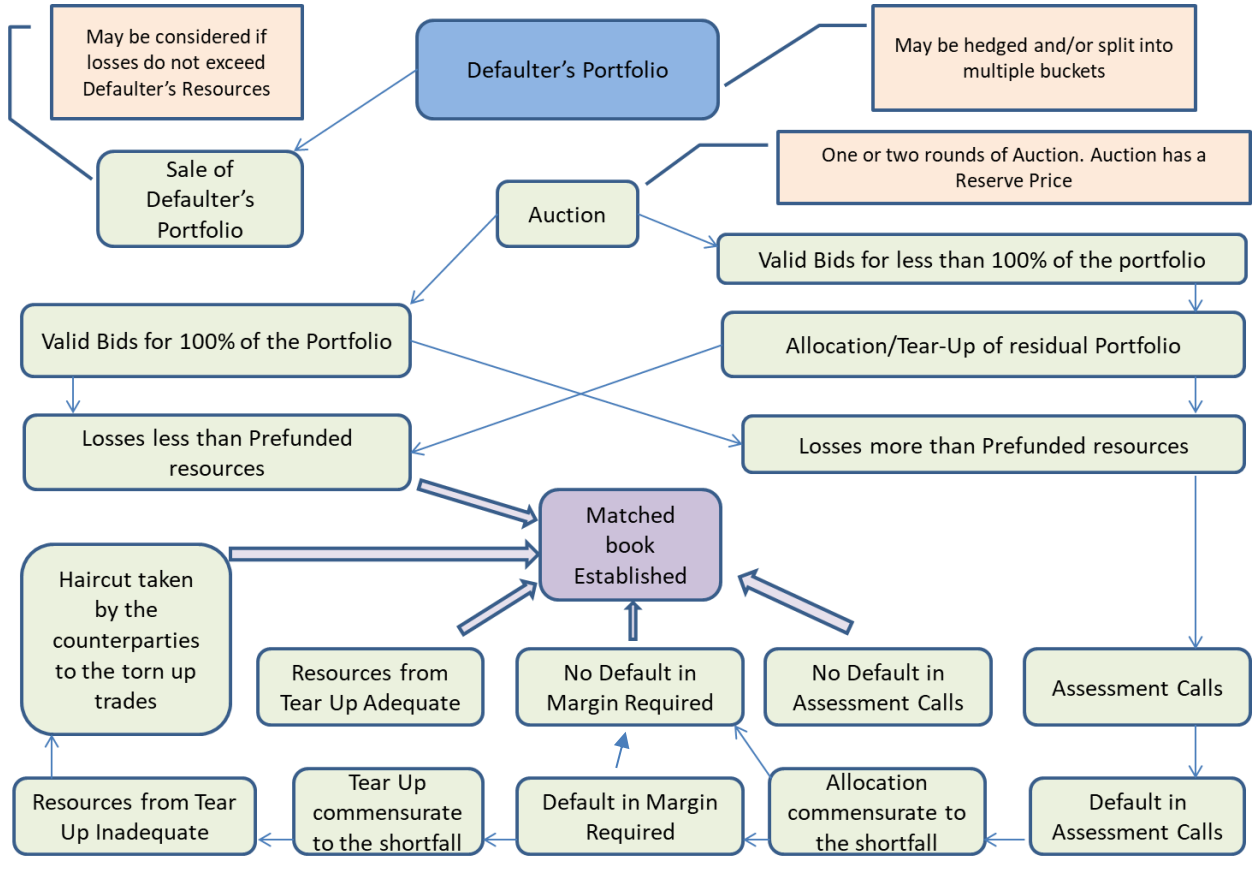 May be considered if
losses do not exceed
Defaulter's Resources
Defaulter's Portfolio
May be hedged and/or split into
multiple buckets
Sale of
Defaulter's
Portfolio
One or two rounds of Auction. Auction has a
Reserve Price
Auction
Valid Bids for less than 100% of the portfolio
Valid Bids for 100% of the Portfolio
Allocation/Tear-Up of residual Portfolio
Losses less than Prefunded
resources
Losses more than Prefunded resources
Matched
book
Established
Haircut taken
by the
counterparties
to the torn up
trades
Resources from
Tear Up Adequate
No Default in
Margin Required
No Default in
Assessment Calls
Assessment Calls
Resources from Tear
Up Inadequate
Tear Up
commensurate
to the shortfall
Default in Margin
Required
Allocation
commensurate to
the shortfall
Default in
Assessment Calls